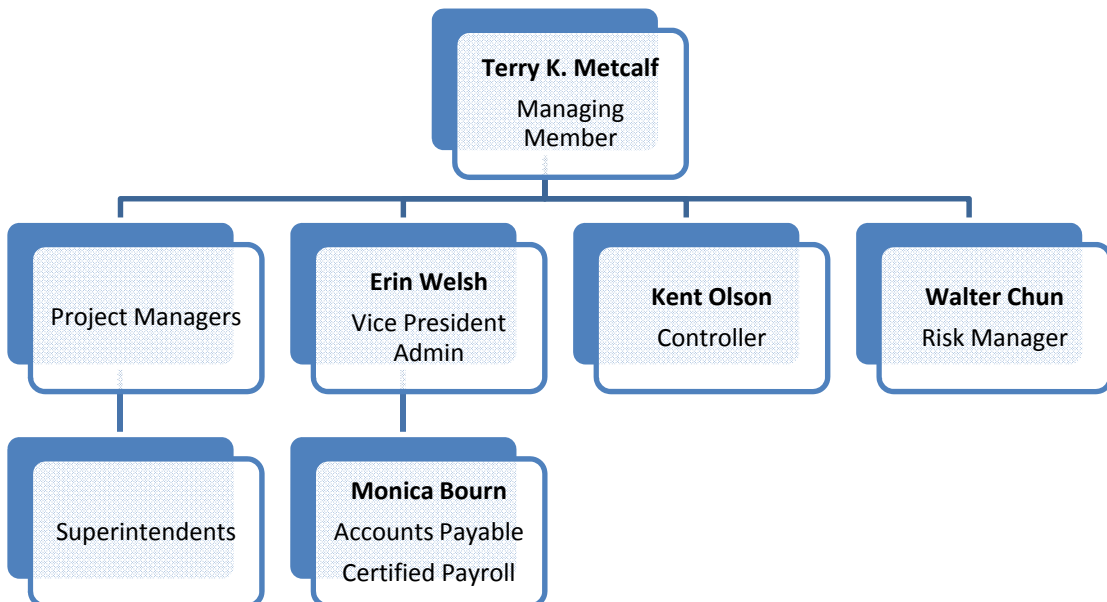 Terry K. Metcalf
Managing
Member
Project Managers
Erin Welsh
Vice President
Admin
Kent Olson
Controller
Walter Chun
Risk Manager
Superintendents
Monica Bourn
Accounts Payable
Certified Payroll